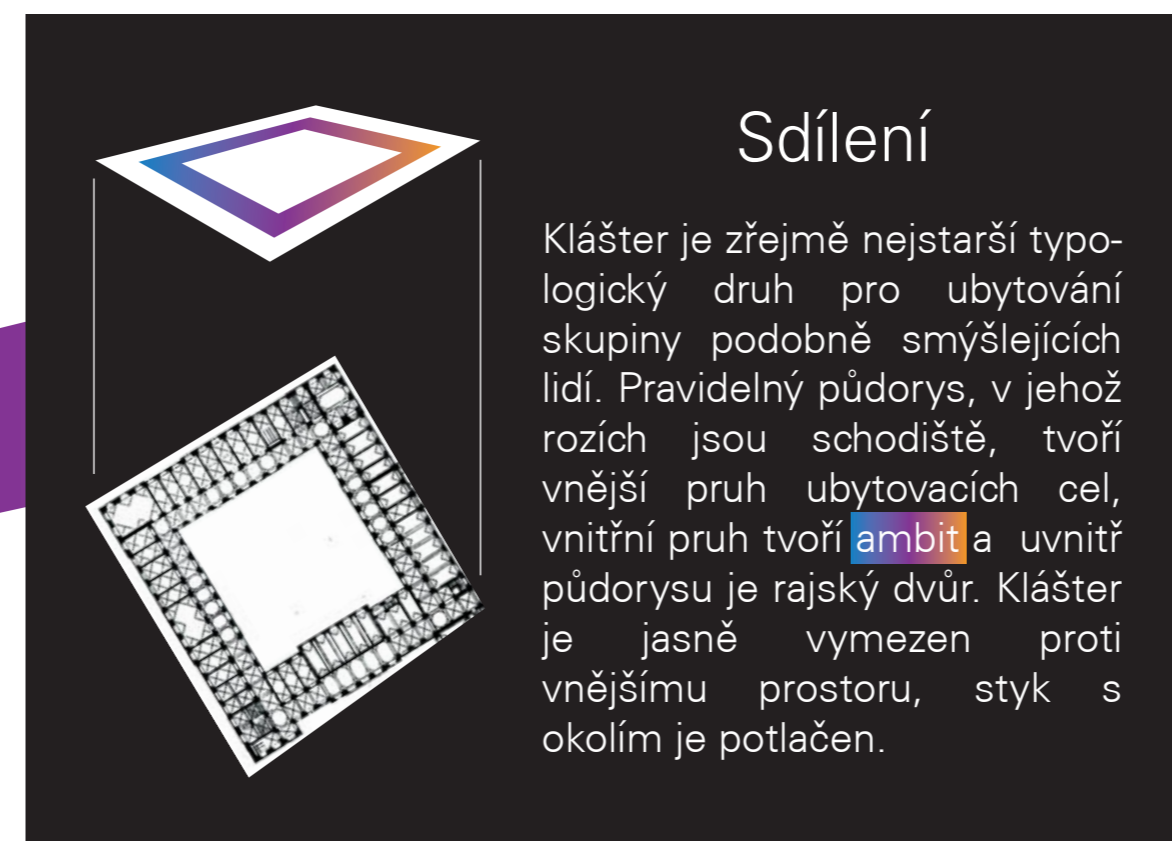 Sdílení
Klášter je zřejmě nejstarší typo-
logický druh pro ubytování
skupiny podobně smýšlejících
lidí. Pravidelný půdorys, v jehož
rozích jsou schodiště, tvoří
vnější pruh ubytovacích cel,
vnitřní pruh tvoří ambit a uvnitř
půdorysu je rajský dvůr. Klášter
je jasně vymezen proti
vnějšímu prostoru, styk s
okolím je potlačen.